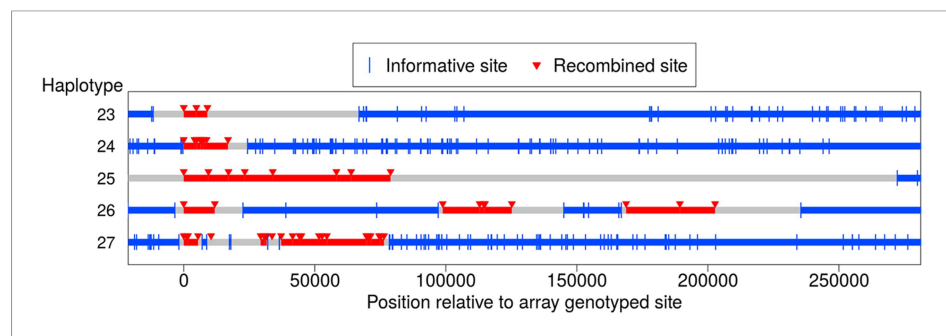 Informative site Recombined site
Haplotype
23
24
25
26
27
0 50000 100000 150000 200000 250000
Position relative to array genotyped site